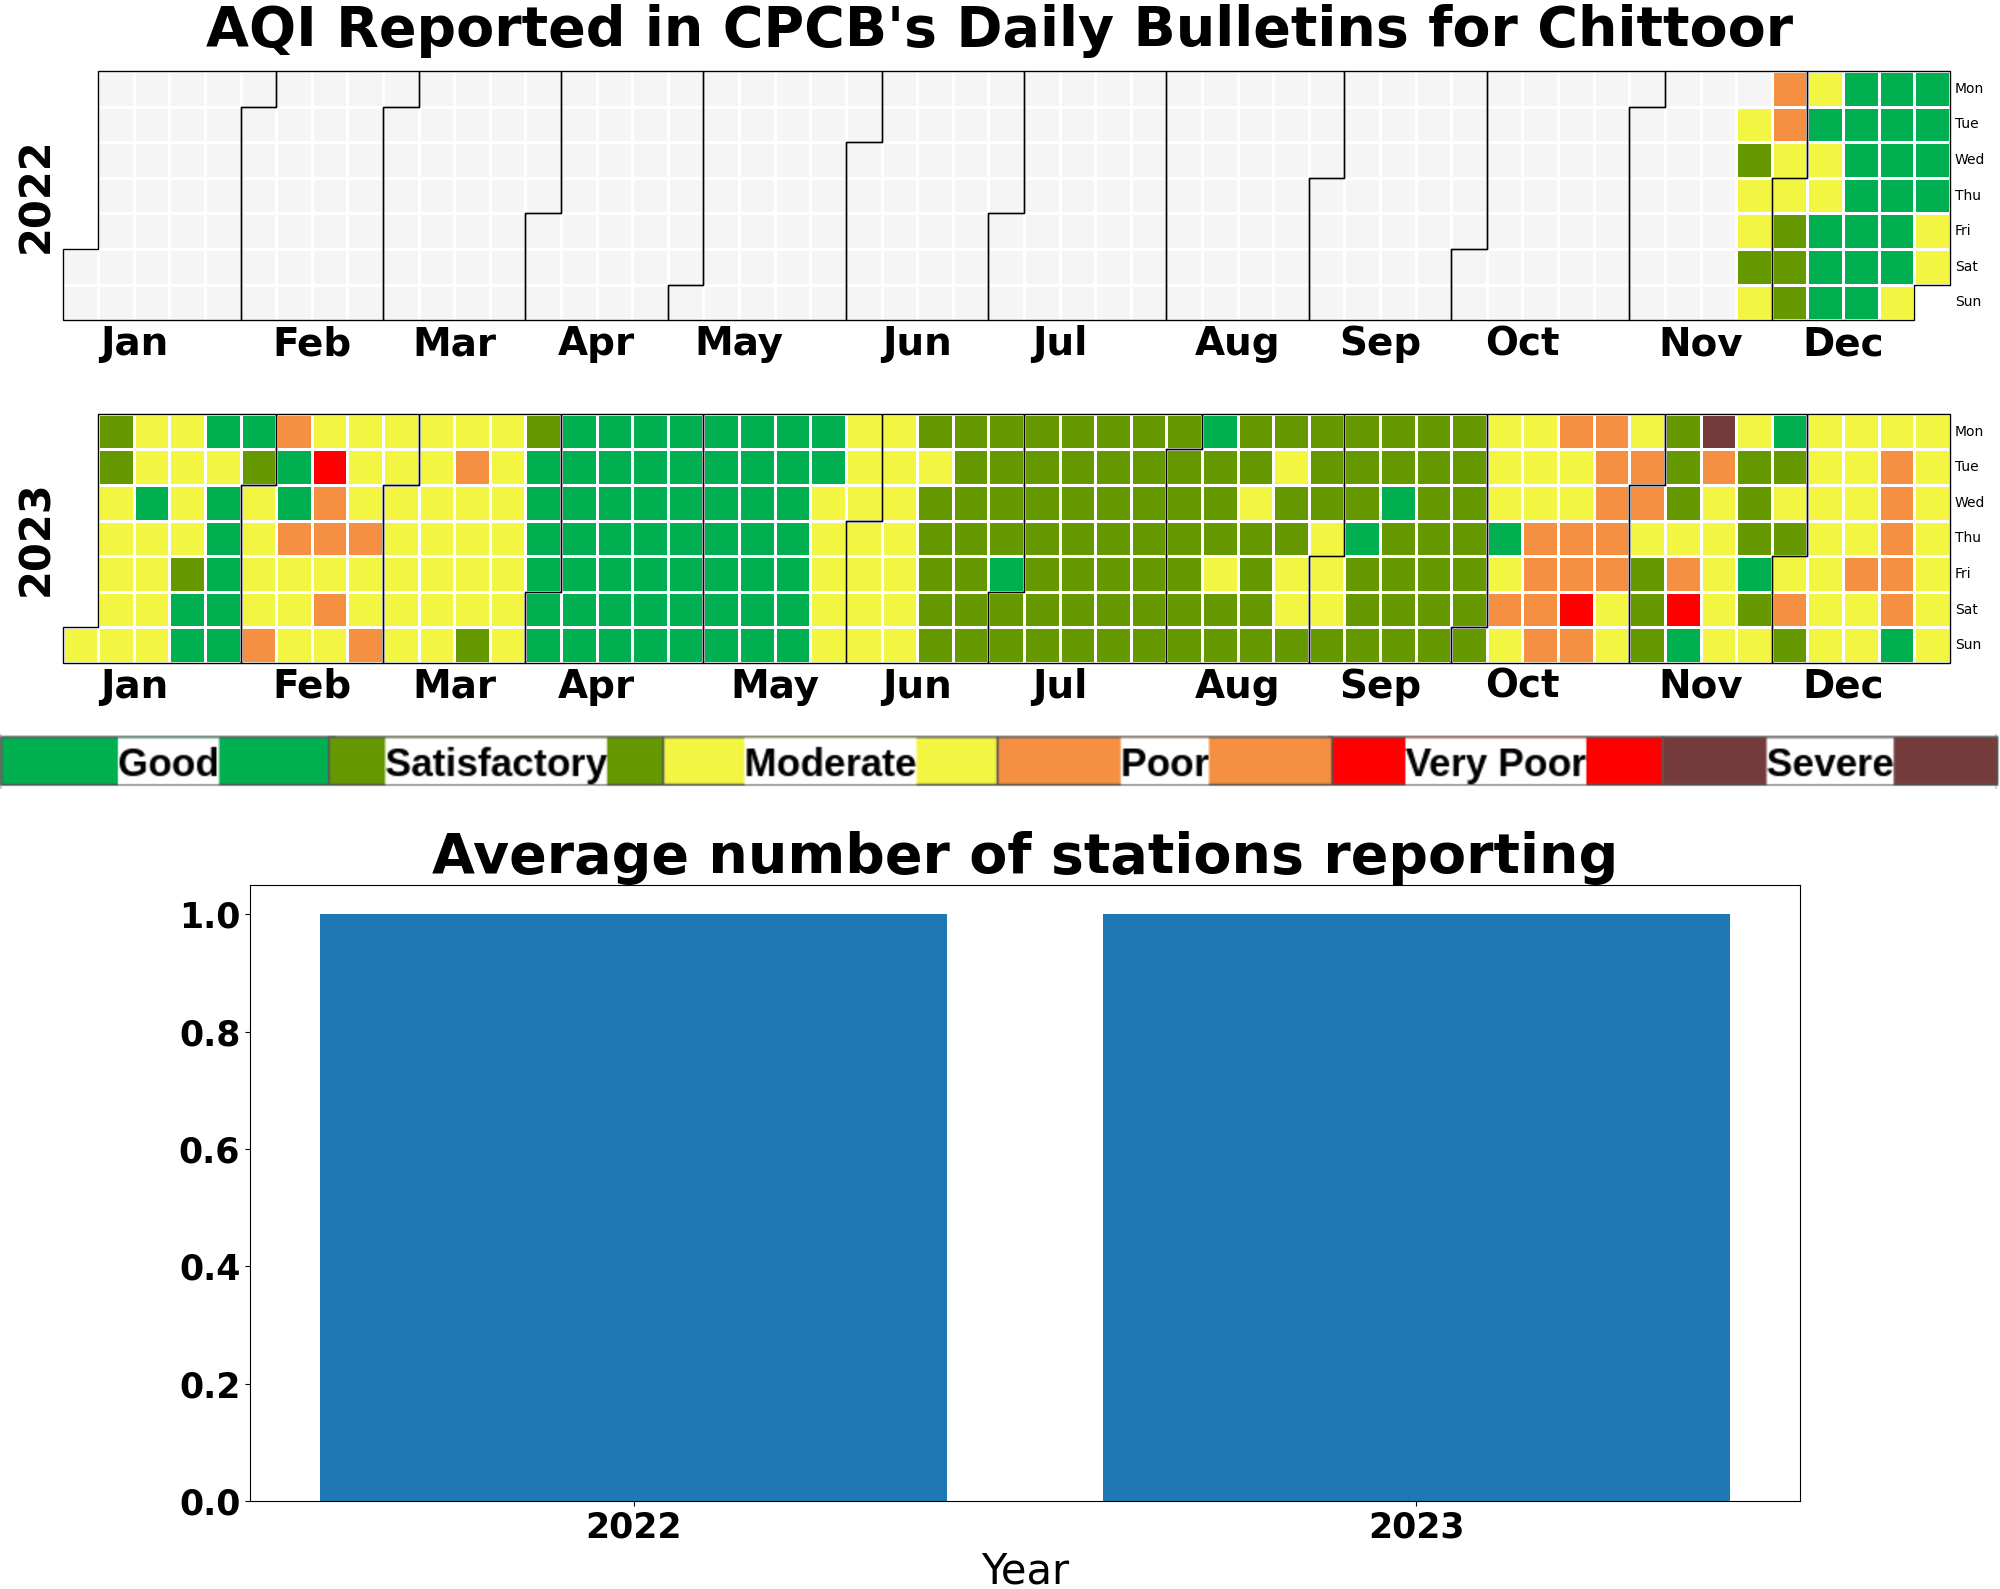 AQI Reported in CPCB's Daily Bulletins for Chittoor
2022
Mon
Tue
Wed
Thu
Fri
Sat
Sun
Jan Feb Mar Apr May Jun Jul Aug Sep Oct Nov Dec
2023
Mon
Tue
Wed
Thu
Fri
Sat
Sun
Jan Feb Mar Apr May Jun Jul Aug Sep Oct Nov Dec
Good Satisfactory Moderate Poor Very Poor Severe
Average number of stations reporting
1.0
0.8
0.6
0.4
0.2
0.0
2022 2023
Year